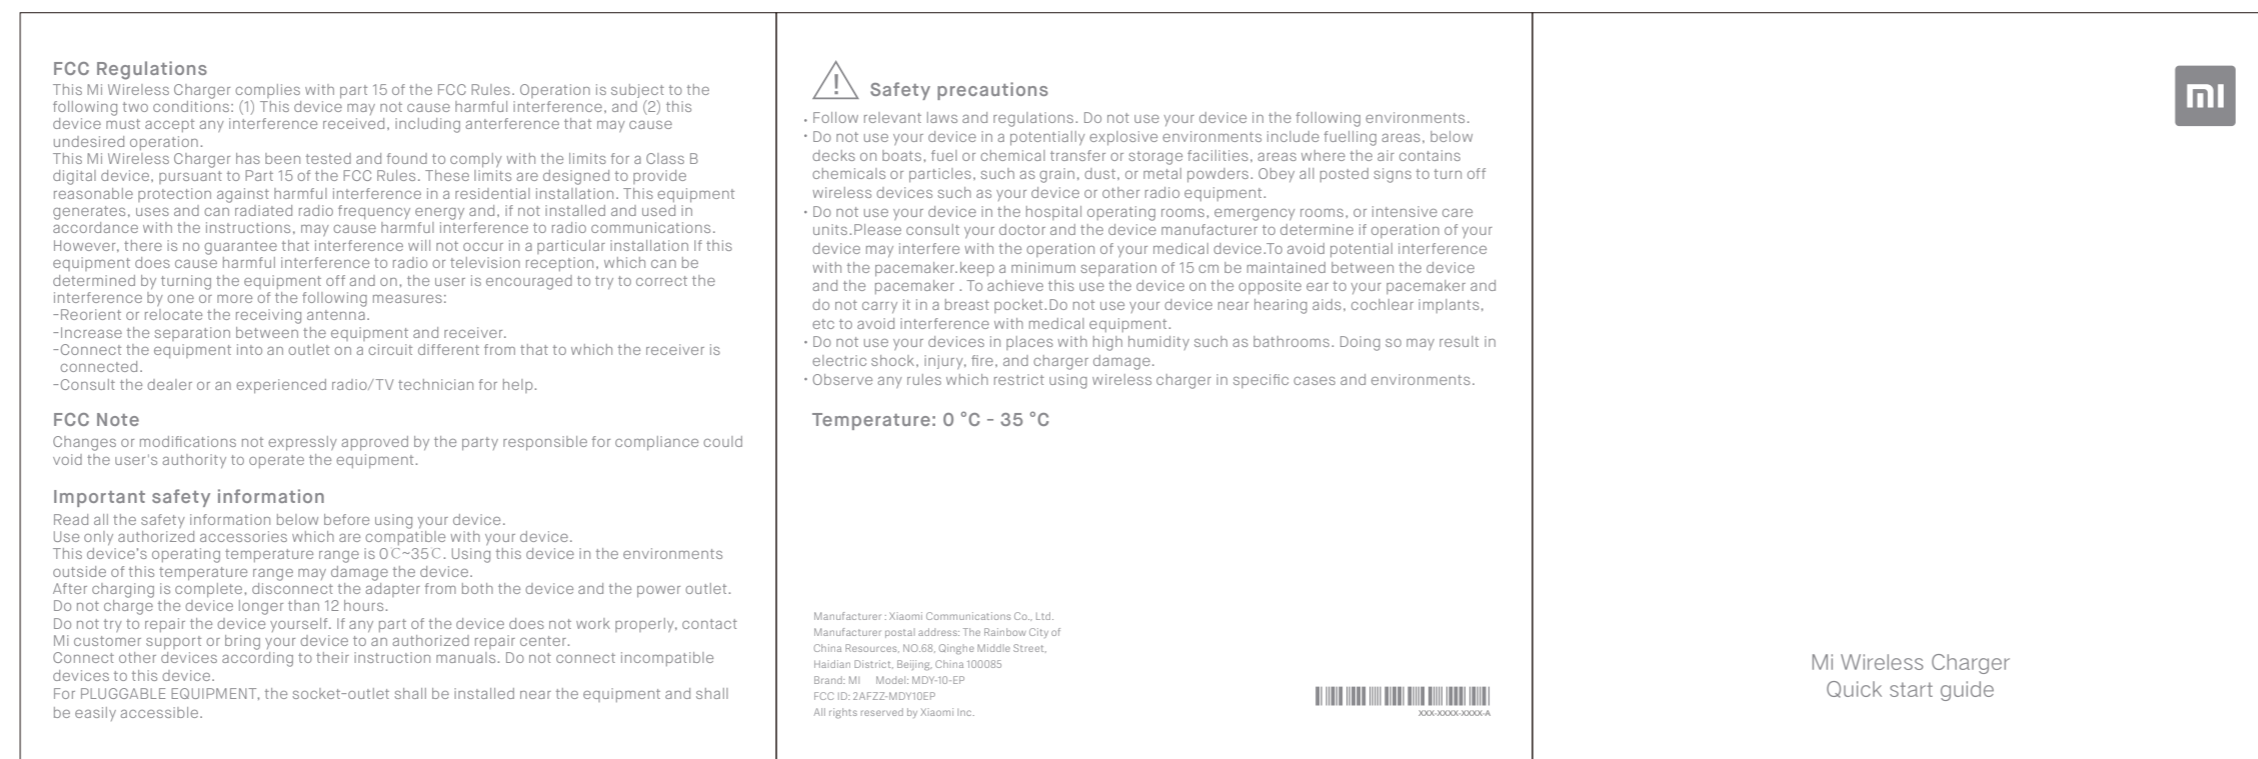 FCC Regulations
This Mi Wireless Charger complies with part 15 of the FCC Rules. Operation is subject to the
following two conditions: (1) This device may not cause harmful interference, and (2) this
device must accept any interference received, including anterference that may cause
undesired operation.
This Mi Wireless Charger has been tested and found to comply with the limits for a Class B
digital device, pursuant to Part 15 of the FCC Rules. These limits are designed to provide
reasonable protection against harmful interference in a residential installation. This equipment
generates, uses and can radiated radio frequency energy and, if not installed and used in
accordance with the instructions, may cause harmful interference to radio communications.
However, there is no guarantee that interference will not occur in a particular installation If this
equipment does cause harmful interference to radio or television reception, which can be
determined by turning the equipment off and on, the user is encouraged to try to correct the
interference by one or more of the following measures:
-Reorient or relocate the receiving antenna.
-Increase the separation between the equipment and receiver.
-Connect the equipment into an outlet on a circuit different from that to which the receiver is
connected.
-Consult the dealer or an experienced radio/TV technician for help.
FCC Note
Changes or modifications not expressly approved by the party responsible for compliance could
void the user's authority to operate the equipment.
Important safety information
Read all the safety information below before using your device.
Use only authorized accessories which are compatible with your device.
This device's operating temperature range is 0℃~35℃. Using this device in the environments
outside of this temperature range may damage the device.
After charging is complete, disconnect the adapter from both the device and the power outlet.
Do not charge the device longer than 12 hours.
Do not try to repair the device yourself. If any part of the device does not work properly, contact
Mi customer support or bring your device to an authorized repair center.
Connect other devices according to their instruction manuals. Do not connect incompatible
devices to this device.
For PLUGGABLE EQUIPMENT, the socket-outlet shall be installed near the equipment and shall
be easily accessible.
! Safety precautions
· Follow relevant laws and regulations. Do not use your device in the following environments.
· Do not use your device in a potentially explosive environments include fuelling areas, below
decks on boats, fuel or chemical transfer or storage facilities, areas where the air contains
chemicals or particles, such as grain, dust, or metal powders. Obey all posted signs to turn off
wireless devices such as your device or other radio equipment.
· Do not use your device in the hospital operating rooms, emergency rooms, or intensive care
units.Please consult your doctor and the device manufacturer to determine if operation of your
device may interfere with the operation of your medical device.To avoid potential interference
with the pacemaker.keep a minimum separation of 15 cm be maintained between the device
and the pacemaker . To achieve this use the device on the opposite ear to your pacemaker and
do not carry it in a breast pocket.Do not use your device near hearing aids, cochlear implants,
etc to avoid interference with medical equipment.
· Do not use your devices in places with high humidity such as bathrooms. Doing so may result in
electric shock, injury, fire, and charger damage.
· Observe any rules which restrict using wireless charger in specific cases and environments.
Temperature: 0 °C - 35 °C
Manufacturer : Xiaomi Communications Co., Ltd.
Manufacturer postal address: The Rainbow City of
China Resources, NO.68, Qinghe Middle Street,
Haidian District, Beijing, China 100085
Brand: MI Model: MDY-10-EP
FCC ID: 2AFZZ-MDY10EP
All rights reserved by Xiaomi Inc.
XXX-XXXX-XXXX-A
mi
Mi Wireless Charger
Quick start guide